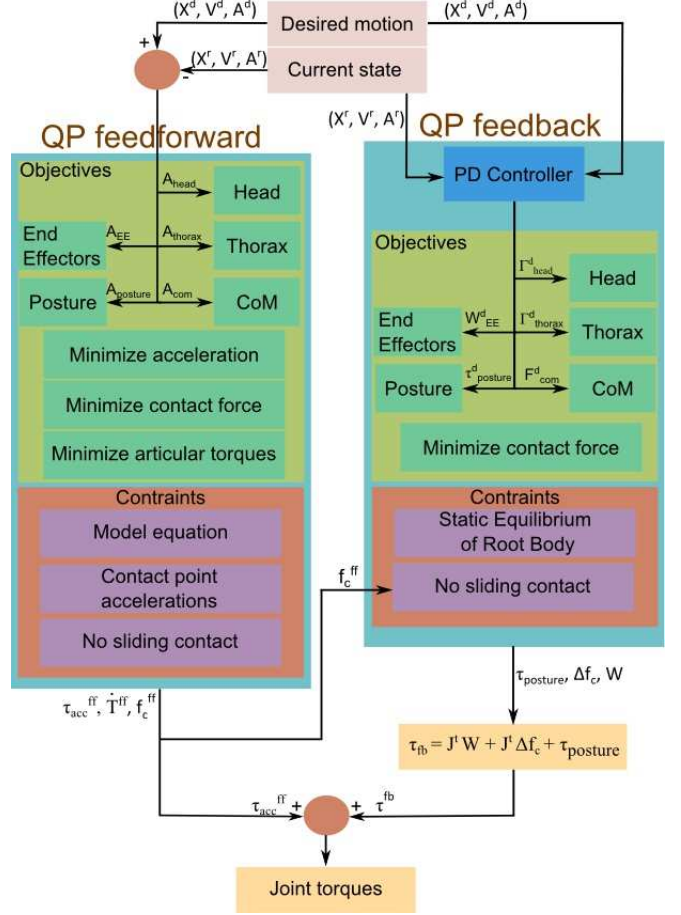 (X^d, V^d, A^d)
Desired motion
(X^d, V^d, A^d)
+
(X^r, V^r, A^r)
-
Current state
(X^r, V^r, A^r)
QP feedforward
Objectives
A_head
Head
End
Effectors
A_EE
A_thorax
Thorax
Posture
A_posture
A_com
CoM
Minimize acceleration
Minimize contact force
Minimize articular torques
Contraints
Model equation
Contact point
accelerations
No sliding contact
QP feedback
PD Controller
Objectives
Γ^d_head
Head
End
Effectors
W^d_EE
Γ^d_thorax
Thorax
Posture
τ^d_posture
F^d_com
CoM
Minimize contact force
Contraints
Static Equilibrium
of Root Body
No sliding contact
f_c^ff
τ_acc^ff, Ṫ^ff, f_c^ff
τ_posture, Δf_c, W
τ_fb = J^t W + J^t Δf_c + τ_posture
τ_acc^ff
+
+
τ^fb
Joint torques